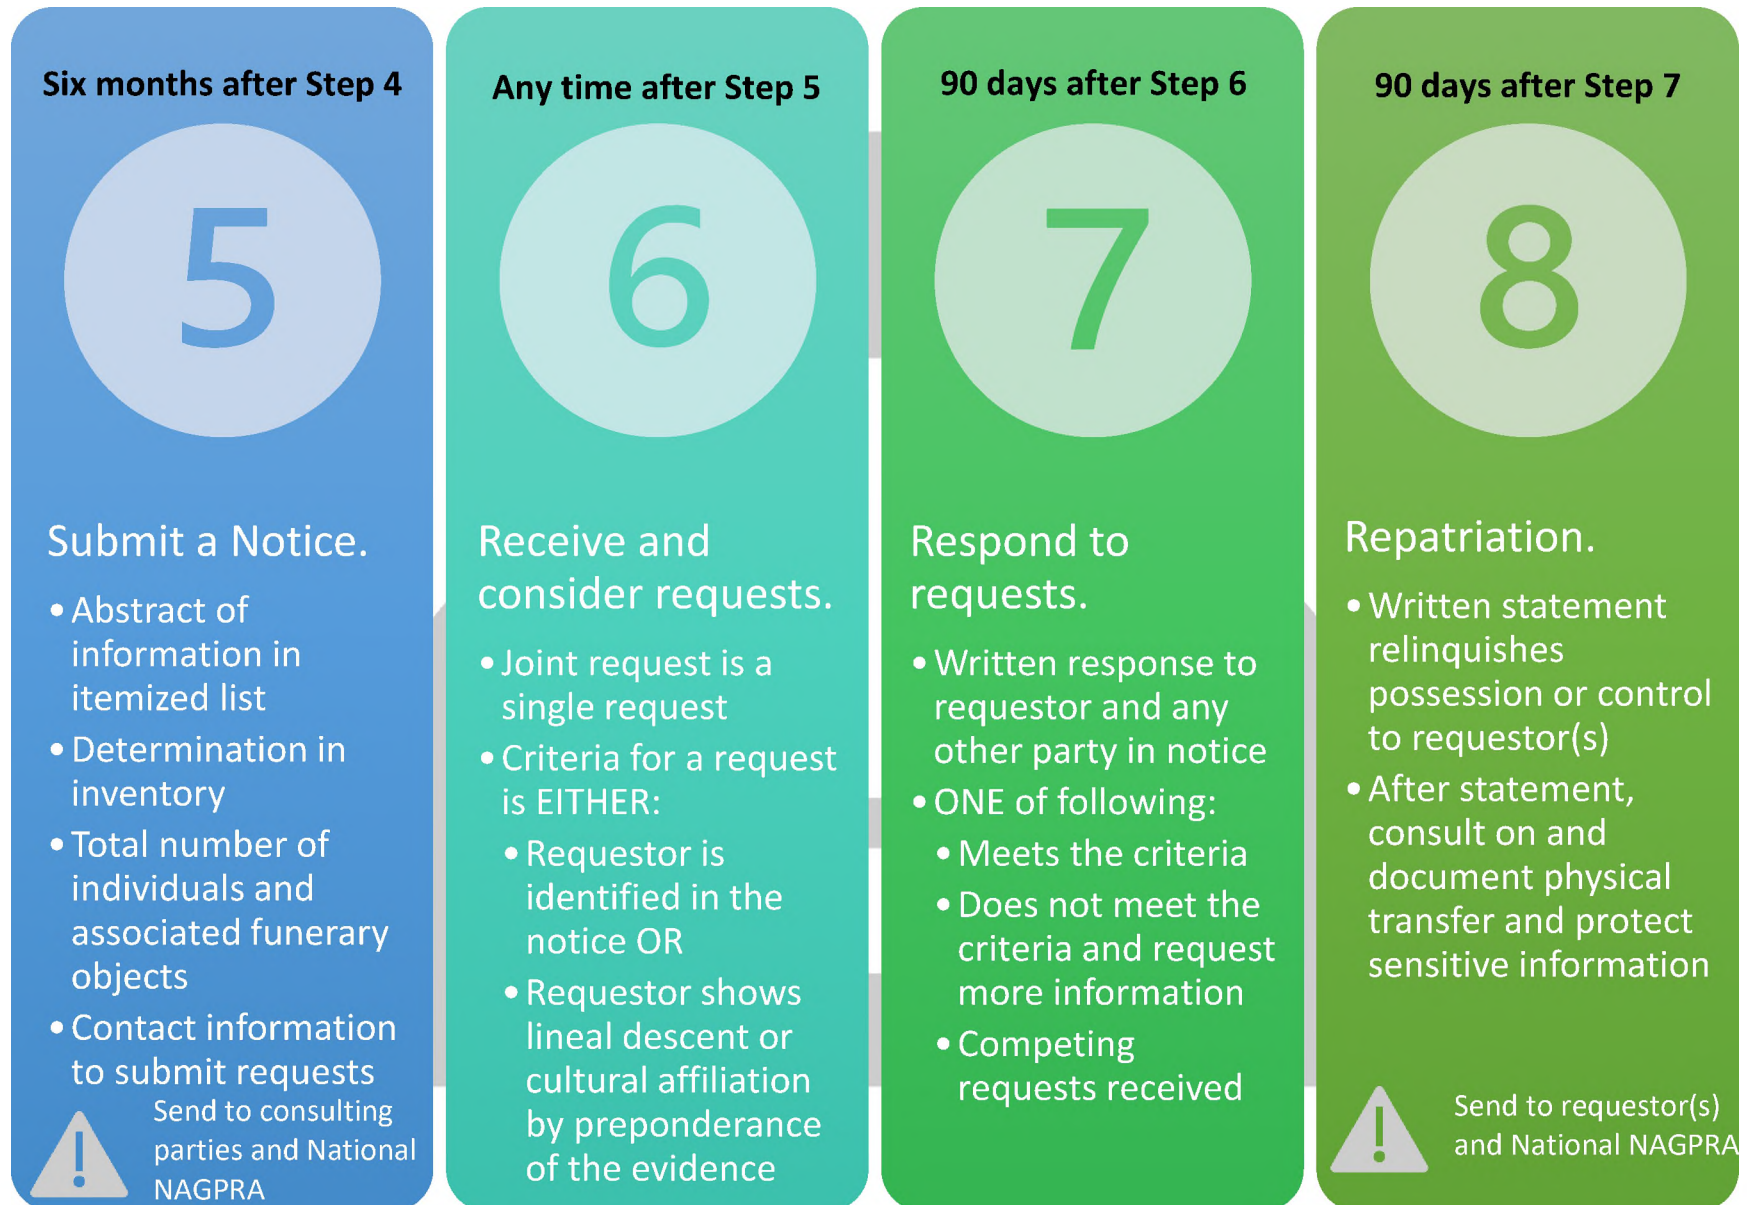 Six months after Step 4
5
Submit a Notice.
• Abstract of
information in
itemized list
• Determination in
inventory
• Total number of
individuals and
associated funerary
objects
• Contact information
to submit requests
Send to consulting
parties and National
NAGPRA
Any time after Step 5
6
Receive and
consider requests.
• Joint request is a
single request
• Criteria for a request
is EITHER:
• Requestor is
identified in the
notice OR
• Requestor shows
lineal descent or
cultural affiliation
by preponderance
of the evidence
90 days after Step 6
7
Respond to
requests.
• Written response to
requestor and any
other party in notice
• ONE of following:
• Meets the criteria
• Does not meet the
criteria and request
more information
• Competing
requests received
90 days after Step 7
8
Repatriation.
• Written statement
relinquishes
possession or control
to requestor(s)
• After statement,
consult on and
document physical
transfer and protect
sensitive information
Send to requestor(s)
and National NAGPRA